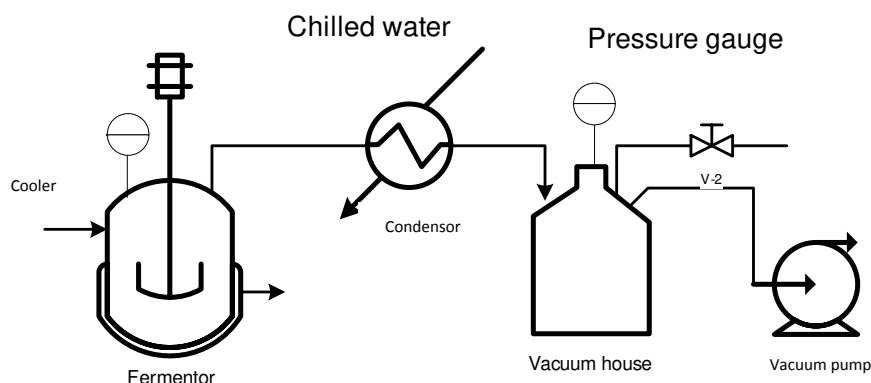 Chilled water
Pressure gauge
Cooler
Condensor
V-2
Fermentor
Vacuum house
Vacuum pump